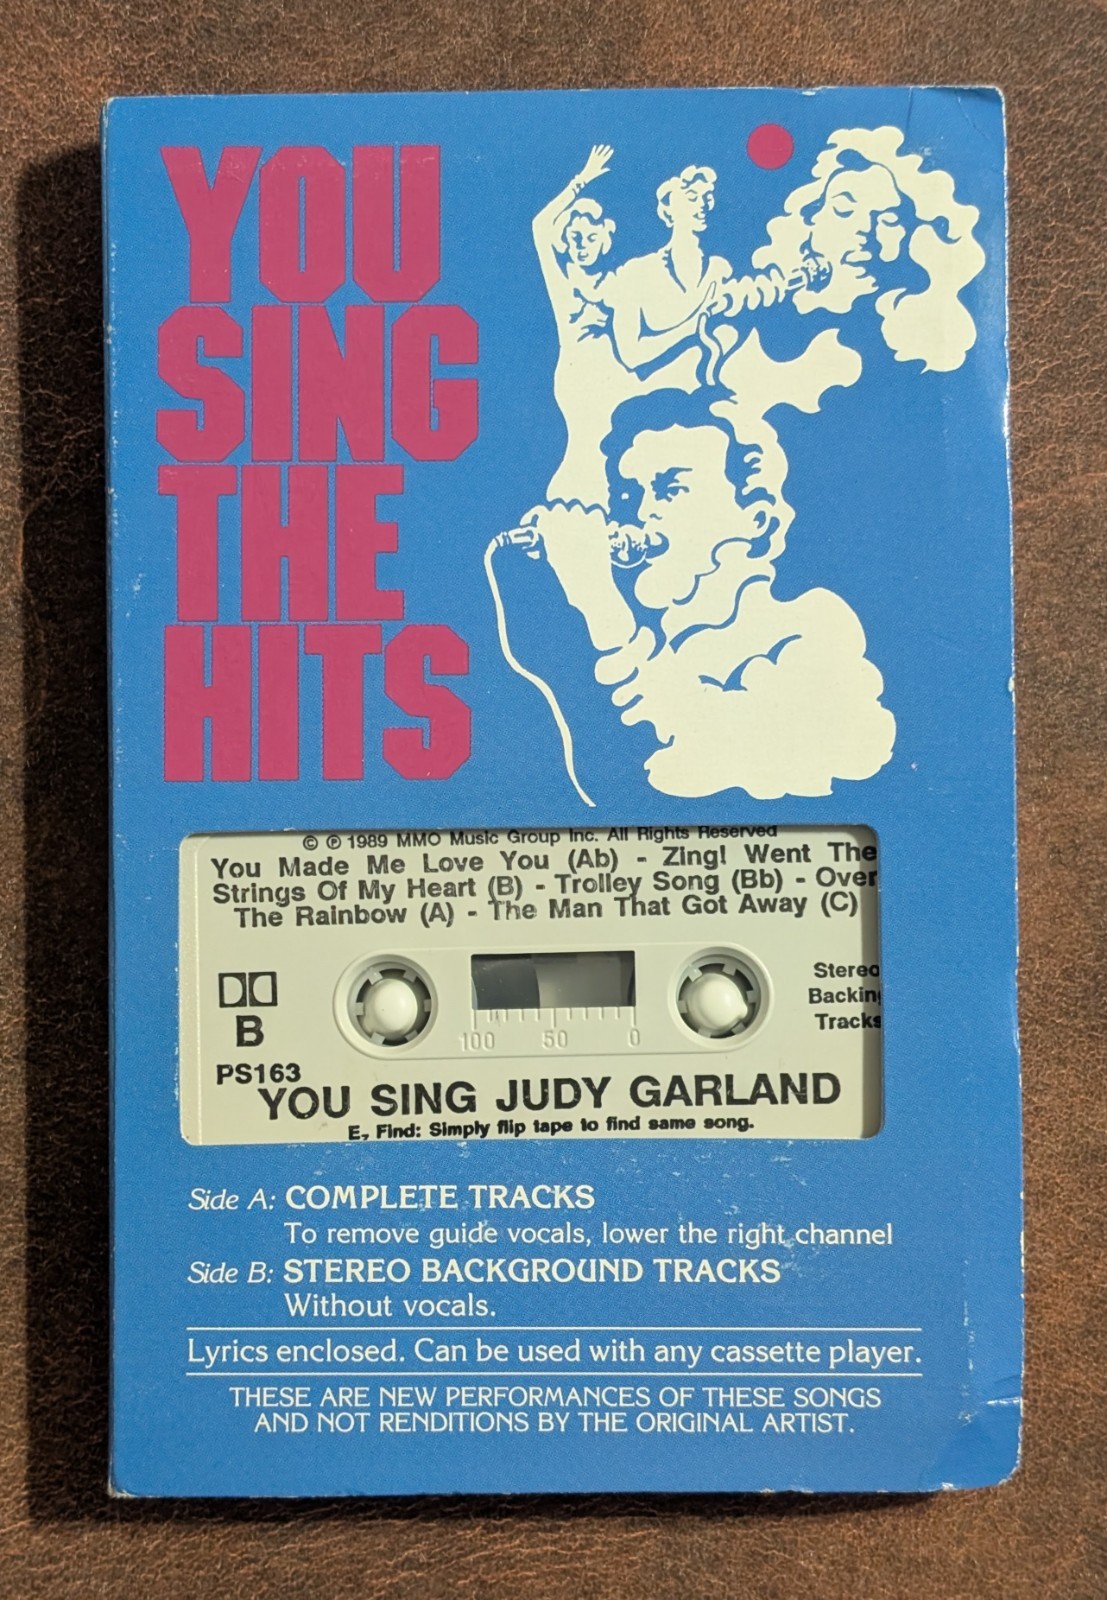 YOU
SING
THE
HITS
© ℗ 1989 MMO Music Group Inc. All Rights Reserved
You Made Me Love You (Ab) - Zing! Went The
Strings Of My Heart (B) - Trolley Song (Bb) - Over
The Rainbow (A) - The Man That Got Away (C)
Stereo
Backing
Tracks
B
100 50 0
PS163
YOU SING JUDY GARLAND
E, Find: Simply flip tape to find same song.
Side A: COMPLETE TRACKS
To remove guide vocals, lower the right channel
Side B: STEREO BACKGROUND TRACKS
Without vocals.
Lyrics enclosed. Can be used with any cassette player.
THESE ARE NEW PERFORMANCES OF THESE SONGS
AND NOT RENDITIONS BY THE ORIGINAL ARTIST.